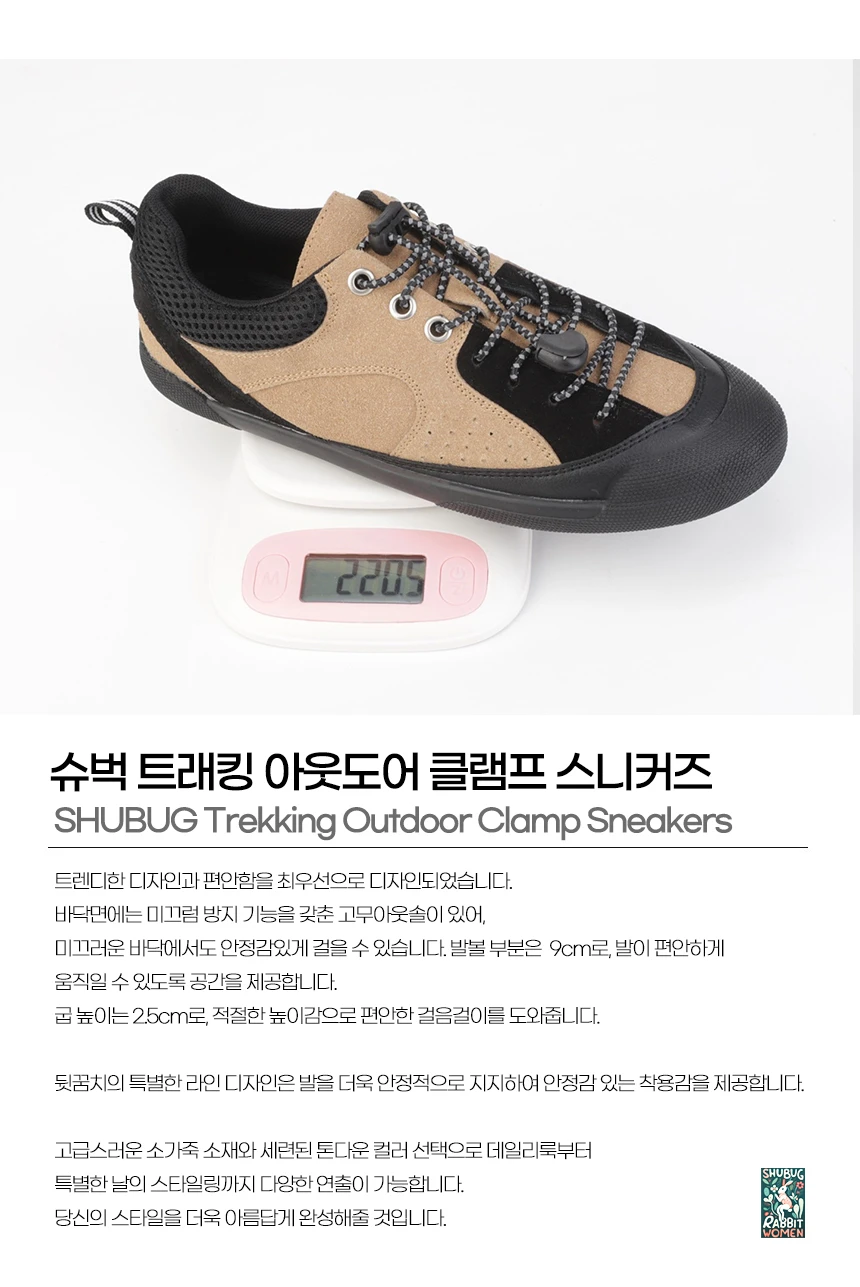 220.5
슈벅 트래킹 아웃도어 클램프 스니커즈
SHUBUG Trekking Outdoor Clamp Sneakers
트렌디한 디자인과 편안함을 최우선으로 디자인되었습니다.
바닥면에는 미끄럼 방지 기능을 갖춘 고무아웃솔이 있어,
미끄러운 바닥에서도 안정감있게 걸을 수 있습니다. 발볼 부분은 9cm로, 발이 편안하게
움직일 수 있도록 공간을 제공합니다.
굽 높이는 2.5cm로, 적절한 높이감으로 편안한 걸음걸이를 도와줍니다.
뒷꿈치의 특별한 라인 디자인은 발을 더욱 안정적으로 지지하여 안정감 있는 착용감을 제공합니다.
고급스러운 소가죽 소재와 세련된 톤다운 컬러 선택으로 데일리룩부터
특별한 날의 스타일링까지 다양한 연출이 가능합니다.
당신의 스타일을 더욱 아름답게 완성해줄 것입니다.
SHUBUG
RABBIT
WOMEN